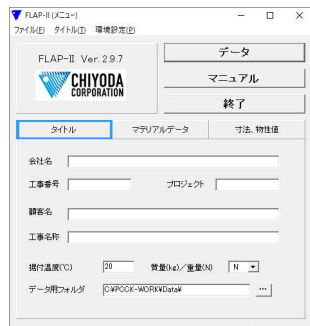 FLAP-II (メニュー)
ファイル(F) タイトル(T) 環境設定(P)
FLAP-II Ver. 2.9.7
CHIYODA
CORPORATION
データ
マニュアル
終了
タイトル マテリアルデータ 寸法、物性値
会社名
工事番号 プロジェクト
顧客名
工事名称
据付温度(℃) 20 質量(kg)/重量(N) N
データ用フォルダ C:¥PCCK-WORK¥Data¥ ...